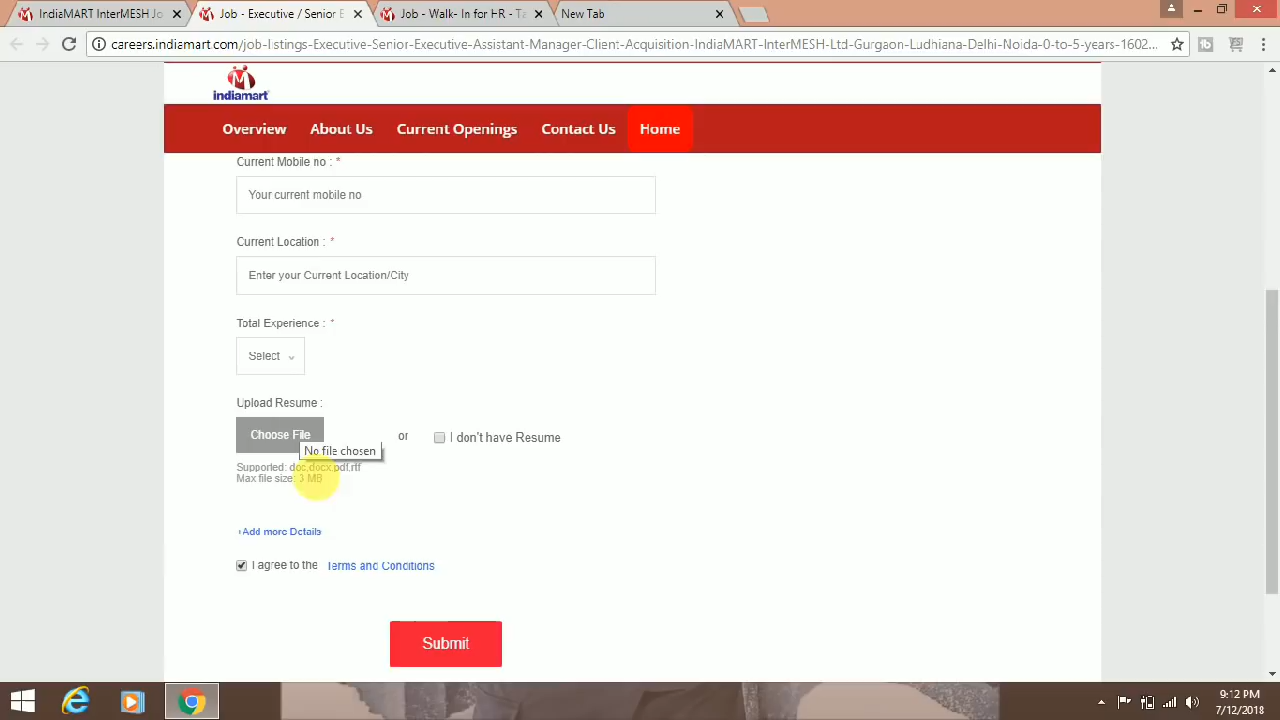 IndiaMART InterMESH Jo
Job - Executive / Senior E
Job - Walk-In for HR - Ta
New Tab
careers.indiamart.com/job-listings-Executive-Senior-Executive-Assistant-Manager-Client-Acquisition-IndiaMART-InterMESH-Ltd-Gurgaon-Ludhiana-Delhi-Noida-0-to-5-years-1602...
indiamart
Overview About Us Current Openings Contact Us Home
Current Mobile no : *
Your current mobile no
Current Location : *
Enter your Current Location/City
Total Experience : *
Select
Upload Resume :
Choose File or I don't have Resume
No file chosen
Supported: doc,docx,pdf,rtf
Max file size: 3 MB
+Add more Details
I agree to the Terms and Conditions
Submit
9:12 PM
7/12/2018